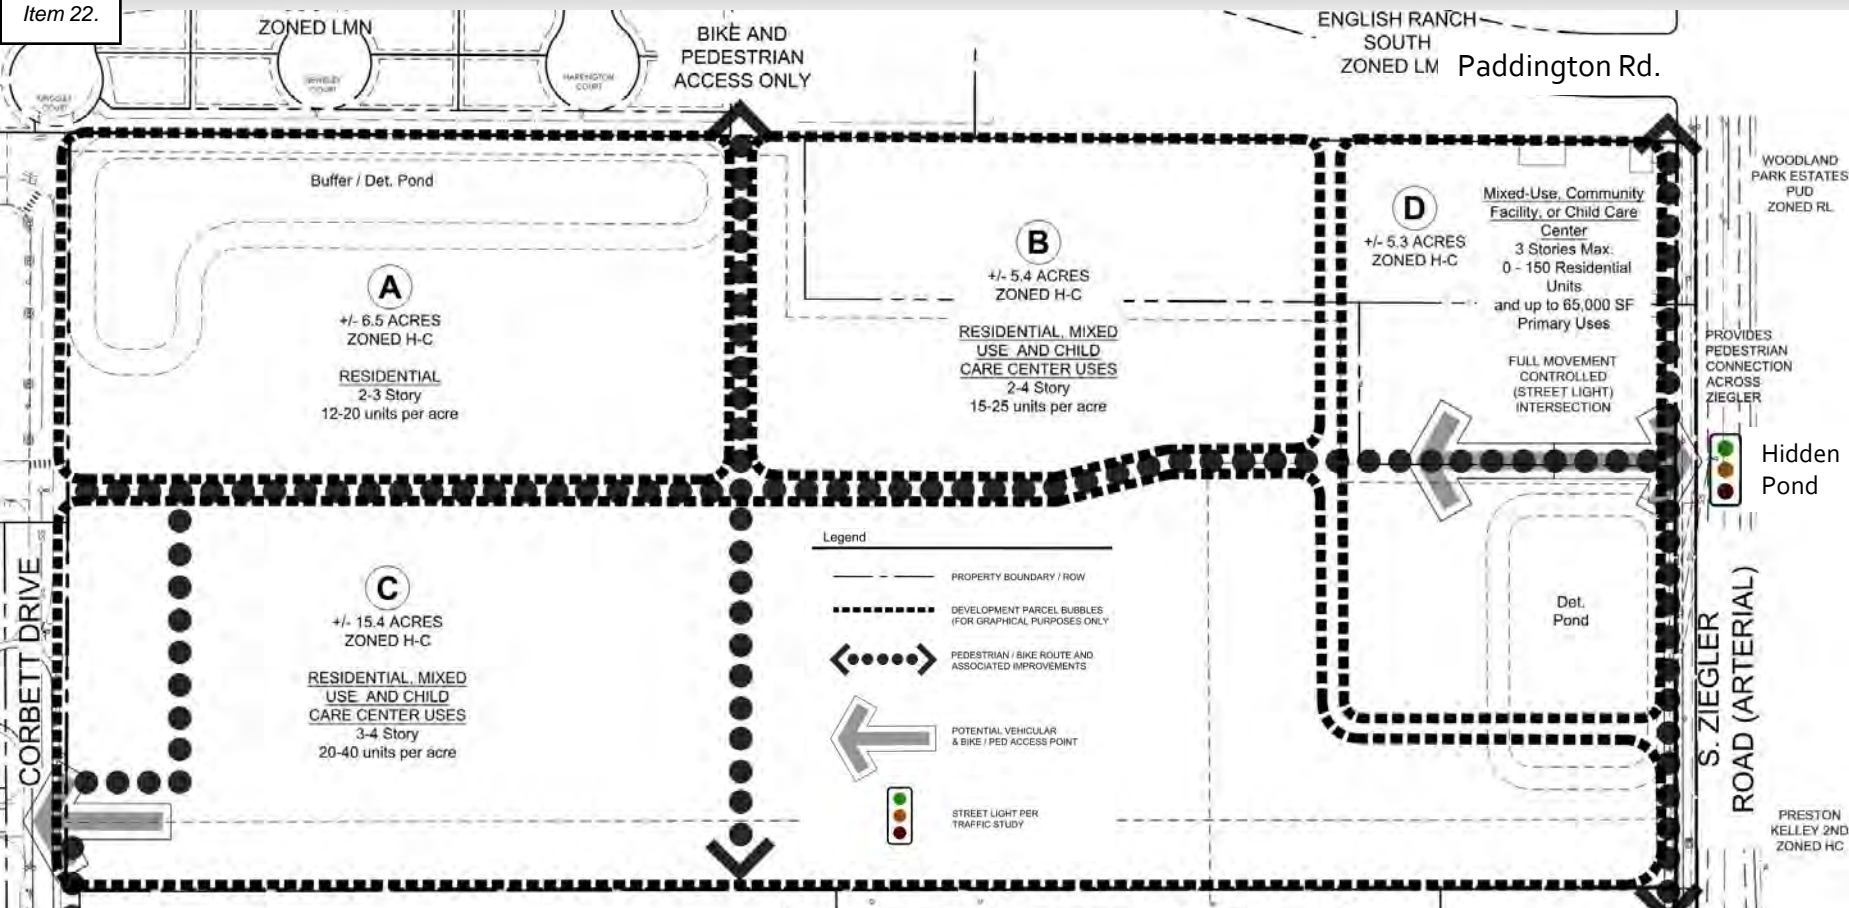 Item 22.
ZONED LMN
KINGSLEY
COURT
BEWDLEY
COURT
HARRINGTON
COURT
BIKE AND
PEDESTRIAN
ACCESS ONLY
ENGLISH RANCH
SOUTH
ZONED LM
Paddington Rd.
WOODLAND
PARK ESTATES
PUD
ZONED RL
Buffer / Det. Pond
A
+/- 6.5 ACRES
ZONED H-C
RESIDENTIAL
2-3 Story
12-20 units per acre
B
+/- 5.4 ACRES
ZONED H-C
RESIDENTIAL, MIXED
USE AND CHILD
CARE CENTER USES
2-4 Story
15-25 units per acre
D
+/- 5.3 ACRES
ZONED H-C
Mixed-Use, Community
Facility, or Child Care
Center
3 Stories Max.
0 - 150 Residential
Units
and up to 65,000 SF
Primary Uses
FULL MOVEMENT
CONTROLLED
(STREET LIGHT)
INTERSECTION
PROVIDES
PEDESTRIAN
CONNECTION
ACROSS
ZIEGLER
Hidden
Pond
C
+/- 15.4 ACRES
ZONED H-C
RESIDENTIAL, MIXED
USE AND CHILD
CARE CENTER USES
3-4 Story
20-40 units per acre
CORBETT DRIVE
Legend
PROPERTY BOUNDARY / ROW
DEVELOPMENT PARCEL BUBBLES
(FOR GRAPHICAL PURPOSES ONLY
PEDESTRIAN / BIKE ROUTE AND
ASSOCIATED IMPROVEMENTS
POTENTIAL VEHICULAR
& BIKE / PED ACCESS POINT
STREET LIGHT PER
TRAFFIC STUDY
Det.
Pond
S. ZIEGLER
ROAD (ARTERIAL)
PRESTON
KELLEY 2ND
ZONED HC